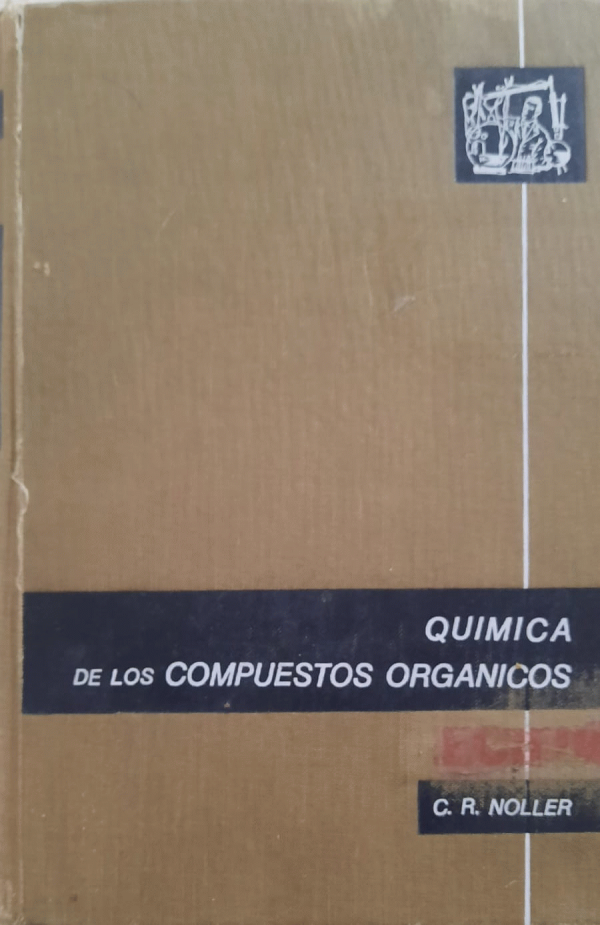 QUIMICA
DE LOS COMPUESTOS ORGANICOS
C. R. NOLLER